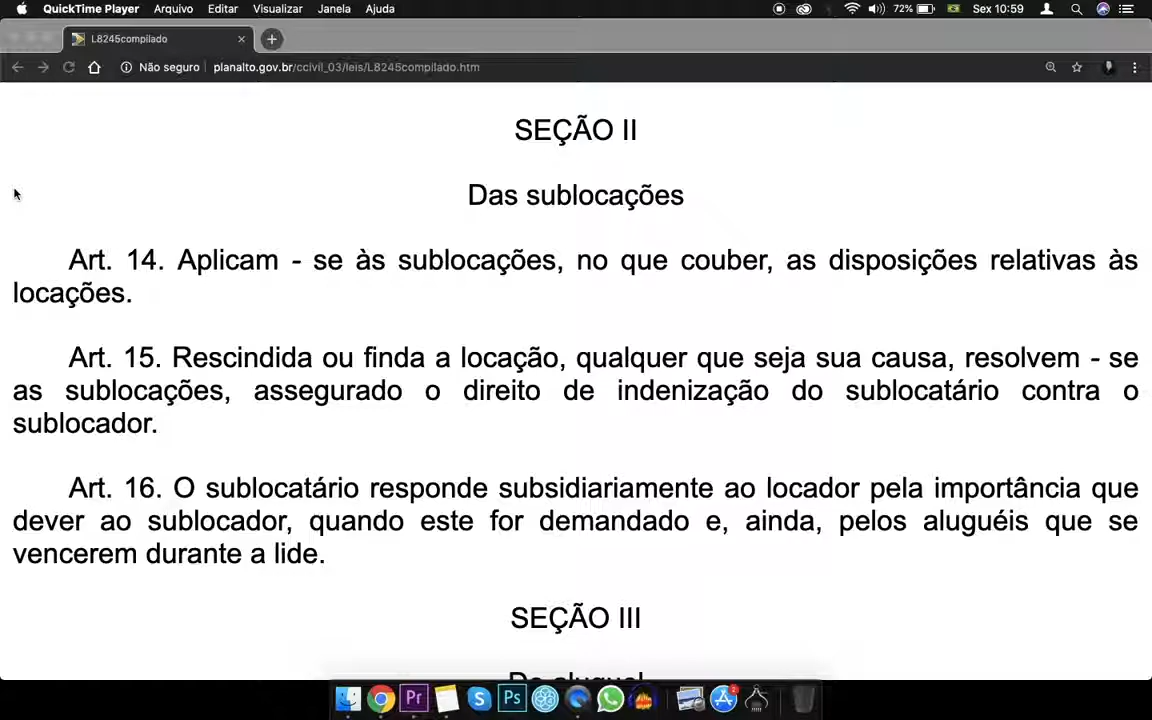 QuickTime Player Arquivo Editar Visualizar Janela Ajuda 72% Sex 10:59
L8245compilado
Não seguro planalto.gov.br/ccivil_03/leis/L8245compilado.htm
SEÇÃO II
Das sublocações
Art. 14. Aplicam - se às sublocações, no que couber, as disposições relativas às
locações.
Art. 15. Rescindida ou finda a locação, qualquer que seja sua causa, resolvem - se
as sublocações, assegurado o direito de indenização do sublocatário contra o
sublocador.
Art. 16. O sublocatário responde subsidiariamente ao locador pela importância que
dever ao sublocador, quando este for demandado e, ainda, pelos aluguéis que se
vencerem durante a lide.
SEÇÃO III
Do aluguel
Pr S Ps